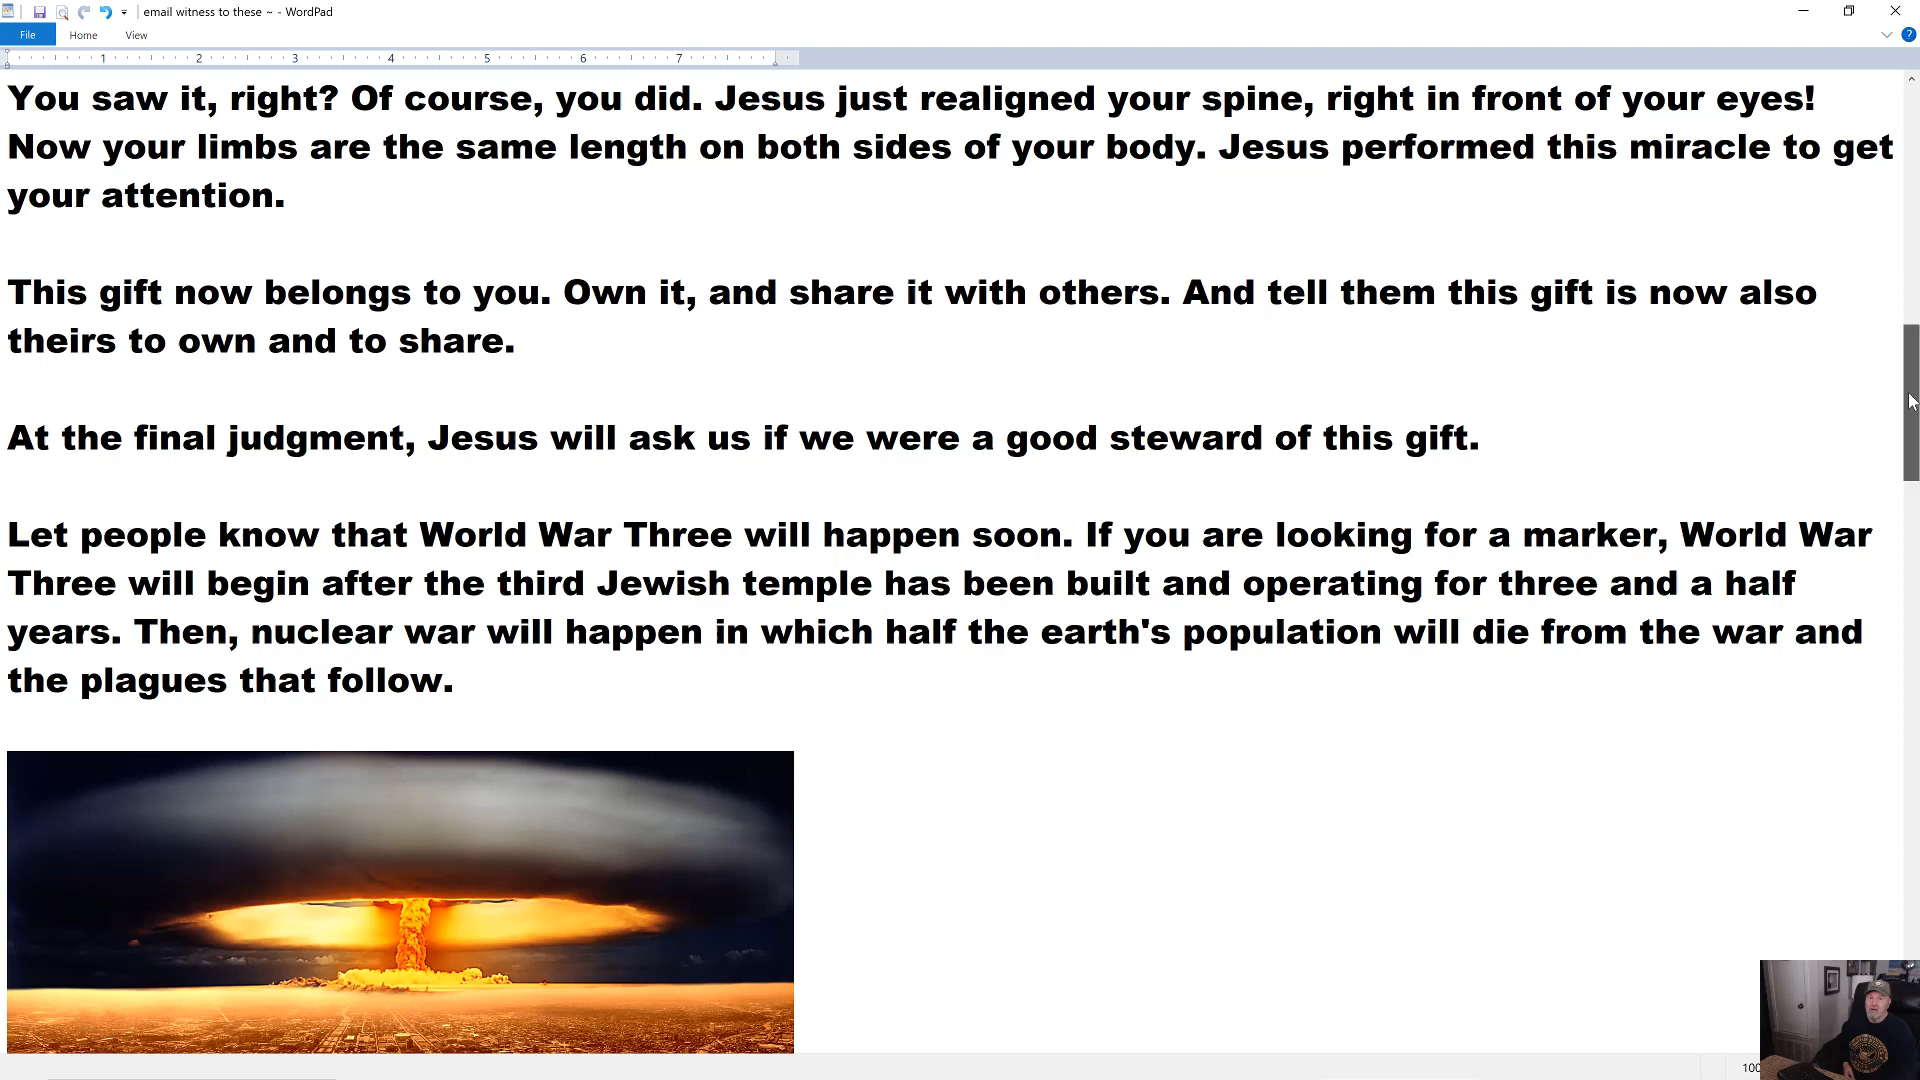 email witness to these ~ - WordPad
File Home View
1 2 3 4 5 6 7
You saw it, right? Of course, you did. Jesus just realigned your spine, right in front of your eyes!
Now your limbs are the same length on both sides of your body. Jesus performed this miracle to get
your attention.
This gift now belongs to you. Own it, and share it with others. And tell them this gift is now also
theirs to own and to share.
At the final judgment, Jesus will ask us if we were a good steward of this gift.
Let people know that World War Three will happen soon. If you are looking for a marker, World War
Three will begin after the third Jewish temple has been built and operating for three and a half
years. Then, nuclear war will happen in which half the earth's population will die from the war and
the plagues that follow.